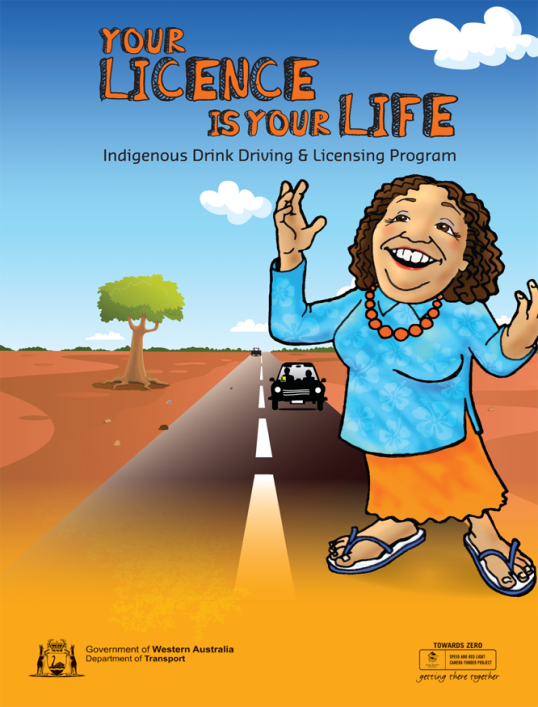 YOUR
LICENCE
IS YOUR LIFE
Indigenous Drink Driving & Licensing Program
Government of Western Australia
Department of Transport
TOWARDS ZERO
SPEED AND RED LIGHT
CAMERA FUNDED PROJECT
getting there together